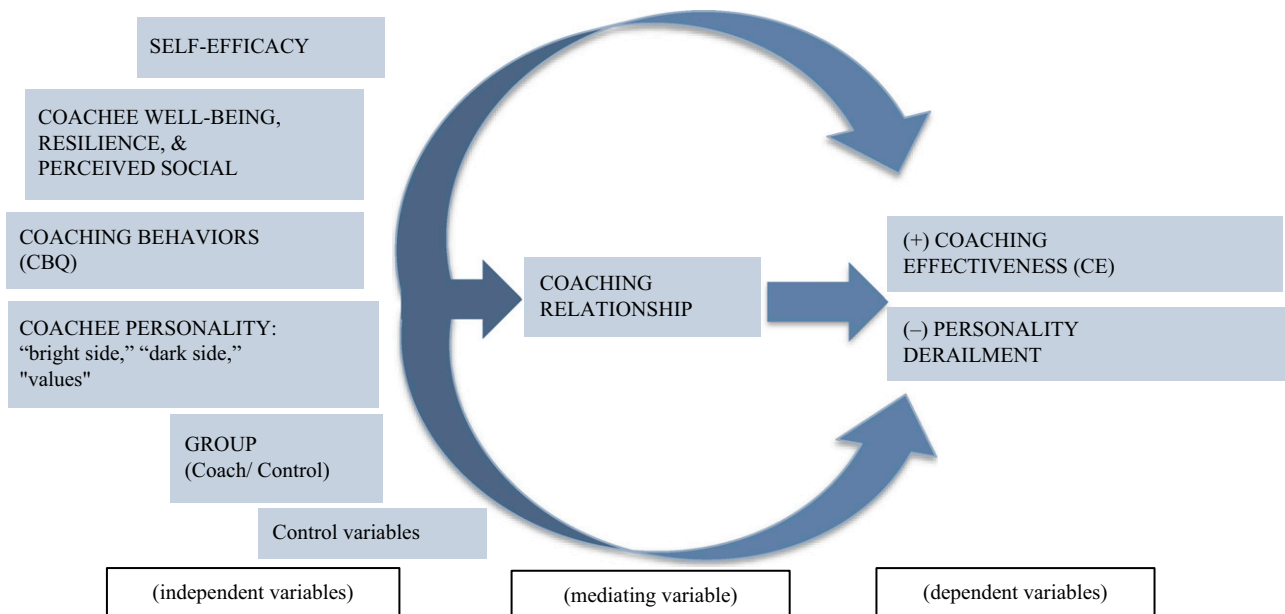 SELF-EFFICACY
COACHEE WELL-BEING,
RESILIENCE, &
PERCEIVED SOCIAL
COACHING BEHAVIORS
(CBQ)
COACHEE PERSONALITY:
“bright side,” “dark side,”
"values"
GROUP
(Coach/ Control)
Control variables
COACHING
RELATIONSHIP
(+) COACHING
EFFECTIVENESS (CE)
(–) PERSONALITY
DERAILMENT
(independent variables)
(mediating variable)
(dependent variables)